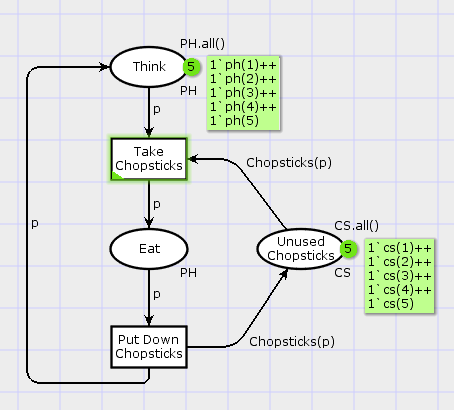 PH.all()
Think
5
1`ph(1)++
1`ph(2)++
1`ph(3)++
1`ph(4)++
1`ph(5)
PH
p
Take
Chopsticks
Chopsticks(p)
p
p
CS.all()
Eat
Unused
Chopsticks
5
1`cs(1)++
1`cs(2)++
1`cs(3)++
1`cs(4)++
1`cs(5)
PH
CS
p
Put Down
Chopsticks
Chopsticks(p)